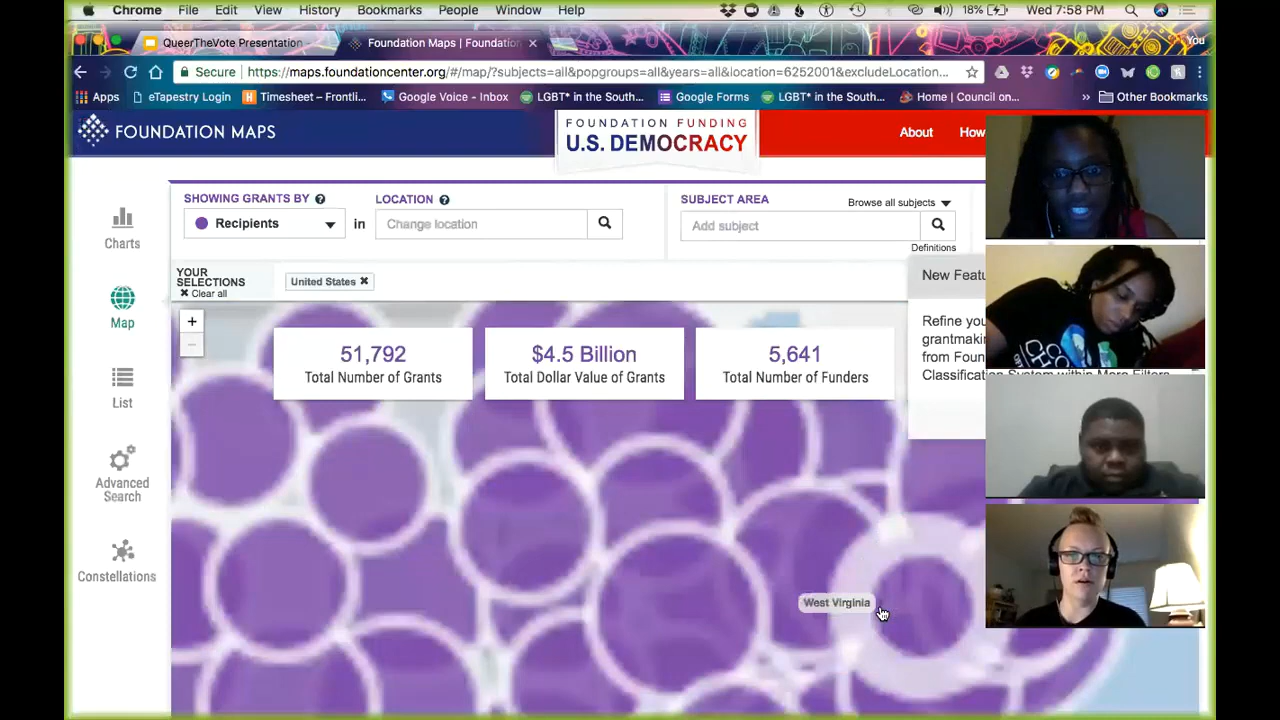 Chrome File Edit View History Bookmarks People Window Help 18% Wed 7:58 PM
QueerTheVote Presentation Foundation Maps | Foundation You
Secure https://maps.foundationcenter.org/#/map/?subjects=all&popgroups=all&years=all&location=6252001&excludeLocation...
Apps eTapestry Login Timesheet – Frontli... Google Voice - Inbox LGBT* in the South... Google Forms LGBT* in the South... Home | Council on... » Other Bookmarks
FOUNDATION MAPS
FOUNDATION FUNDING
U.S. DEMOCRACY
About How
SHOWING GRANTS BY ? LOCATION ? SUBJECT AREA Browse all subjects
Recipients in Change location Add subject
Definitions
YOUR
SELECTIONS
✖ Clear all
United States ✖
New Featu
Refine you
grantmakin
from Foun
Classification System within More Filters
Charts
Map
List
Advanced
Search
Constellations
+
−
51,792
Total Number of Grants
$4.5 Billion
Total Dollar Value of Grants
5,641
Total Number of Funders
West Virginia